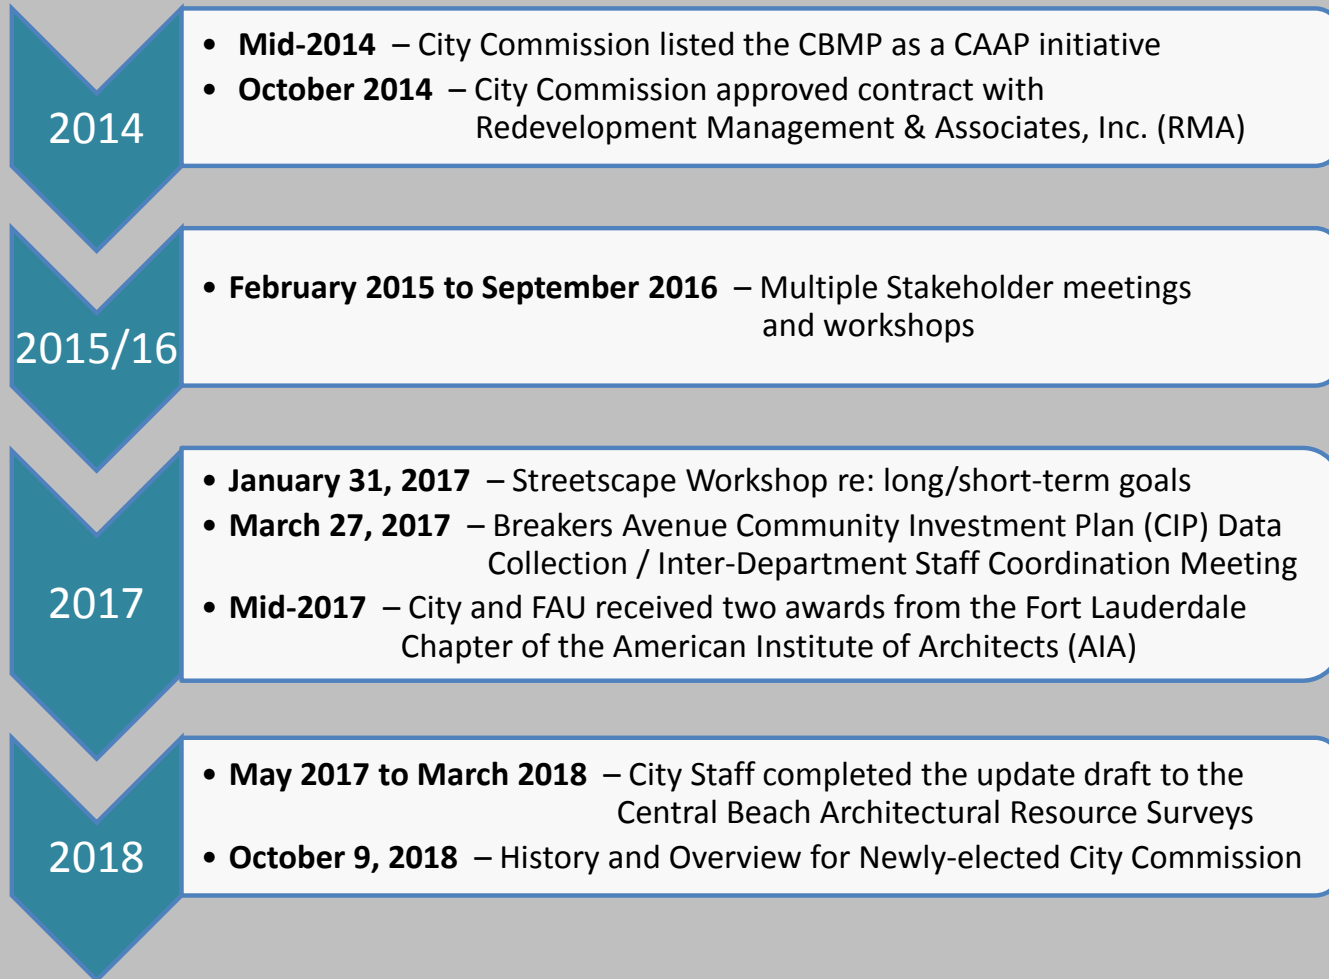 2014
• Mid-2014 – City Commission listed the CBMP as a CAAP initiative
• October 2014 – City Commission approved contract with
Redevelopment Management & Associates, Inc. (RMA)
2015/16
• February 2015 to September 2016 – Multiple Stakeholder meetings
and workshops
2017
• January 31, 2017 – Streetscape Workshop re: long/short-term goals
• March 27, 2017 – Breakers Avenue Community Investment Plan (CIP) Data
Collection / Inter-Department Staff Coordination Meeting
• Mid-2017 – City and FAU received two awards from the Fort Lauderdale
Chapter of the American Institute of Architects (AIA)
2018
• May 2017 to March 2018 – City Staff completed the update draft to the
Central Beach Architectural Resource Surveys
• October 9, 2018 – History and Overview for Newly-elected City Commission